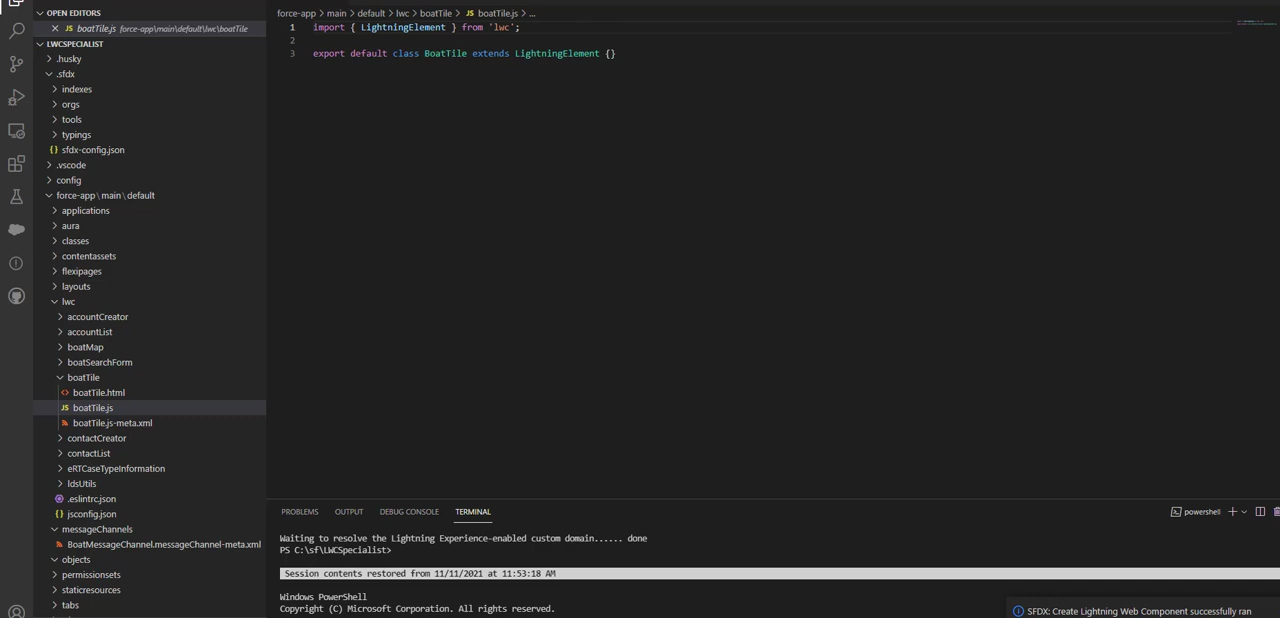 OPEN EDITORS
boatTile.js force-app\main\default\lwc\boatTile
LWCSPECIALIST
.husky
.sfdx
indexes
orgs
tools
typings
{} sfdx-config.json
.vscode
config
force-app\main\default
applications
aura
classes
contentassets
flexipages
layouts
lwc
accountCreator
accountList
boatMap
boatSearchForm
boatTile
<> boatTile.html
JS boatTile.js
boatTile.js-meta.xml
contactCreator
contactList
eRTCaseTypeInformation
ldsUtils
.eslintrc.json
{} jsconfig.json
messageChannels
BoatMessageChannel.messageChannel-meta.xml
objects
permissionsets
staticresources
tabs
force-app > main > default > lwc > boatTile > JS boatTile.js > ...
1 import { LightningElement } from 'lwc';
2
3 export default class BoatTile extends LightningElement {}
PROBLEMS OUTPUT DEBUG CONSOLE TERMINAL
powershell
Waiting to resolve the Lightning Experience-enabled custom domain...... done
PS C:\sf\LWCSpecialist>
Session contents restored from 11/11/2021 at 11:53:18 AM
Windows PowerShell
Copyright (C) Microsoft Corporation. All rights reserved.
SFDX: Create Lightning Web Component successfully ran